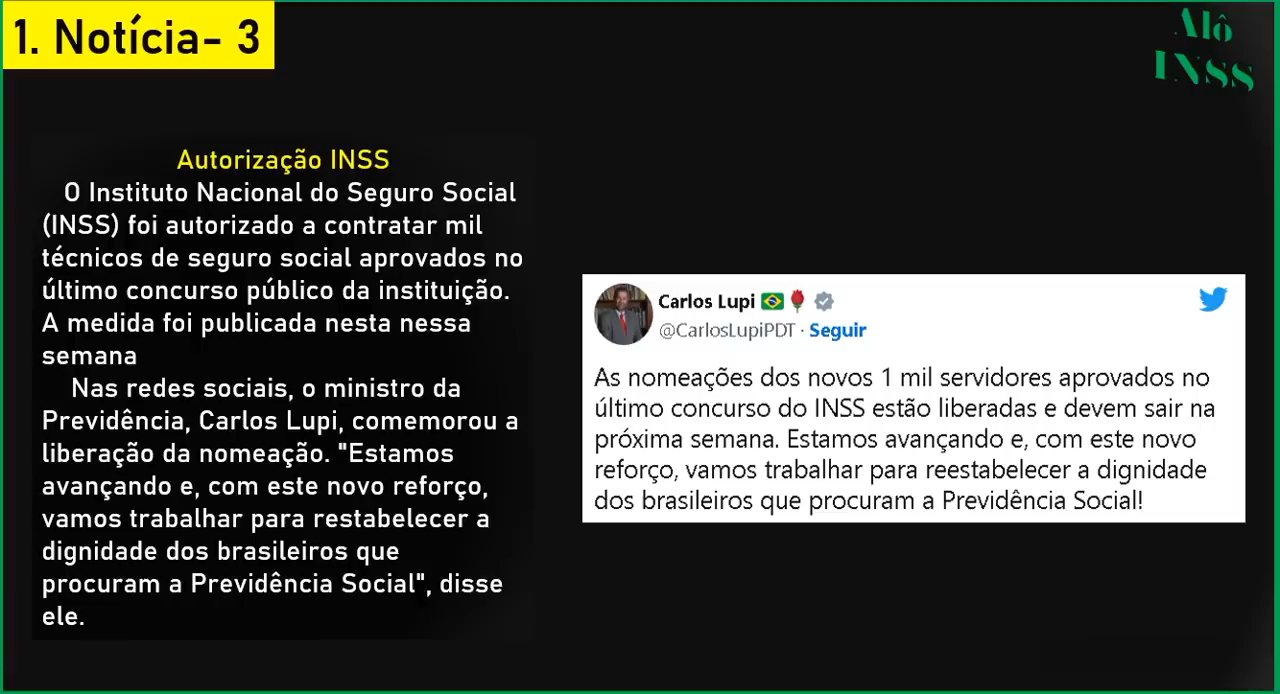 1. Notícia- 3
Alô
INSS
Autorização INSS
O Instituto Nacional do Seguro Social
(INSS) foi autorizado a contratar mil
técnicos de seguro social aprovados no
último concurso público da instituição.
A medida foi publicada nesta nessa
semana
Nas redes sociais, o ministro da
Previdência, Carlos Lupi, comemorou a
liberação da nomeação. "Estamos
avançando e, com este novo reforço,
vamos trabalhar para restabelecer a
dignidade dos brasileiros que
procuram a Previdência Social", disse
ele.
Carlos Lupi
@CarlosLupiPDT · Seguir
As nomeações dos novos 1 mil servidores aprovados no
último concurso do INSS estão liberadas e devem sair na
próxima semana. Estamos avançando e, com este novo
reforço, vamos trabalhar para reestabelecer a dignidade
dos brasileiros que procuram a Previdência Social!